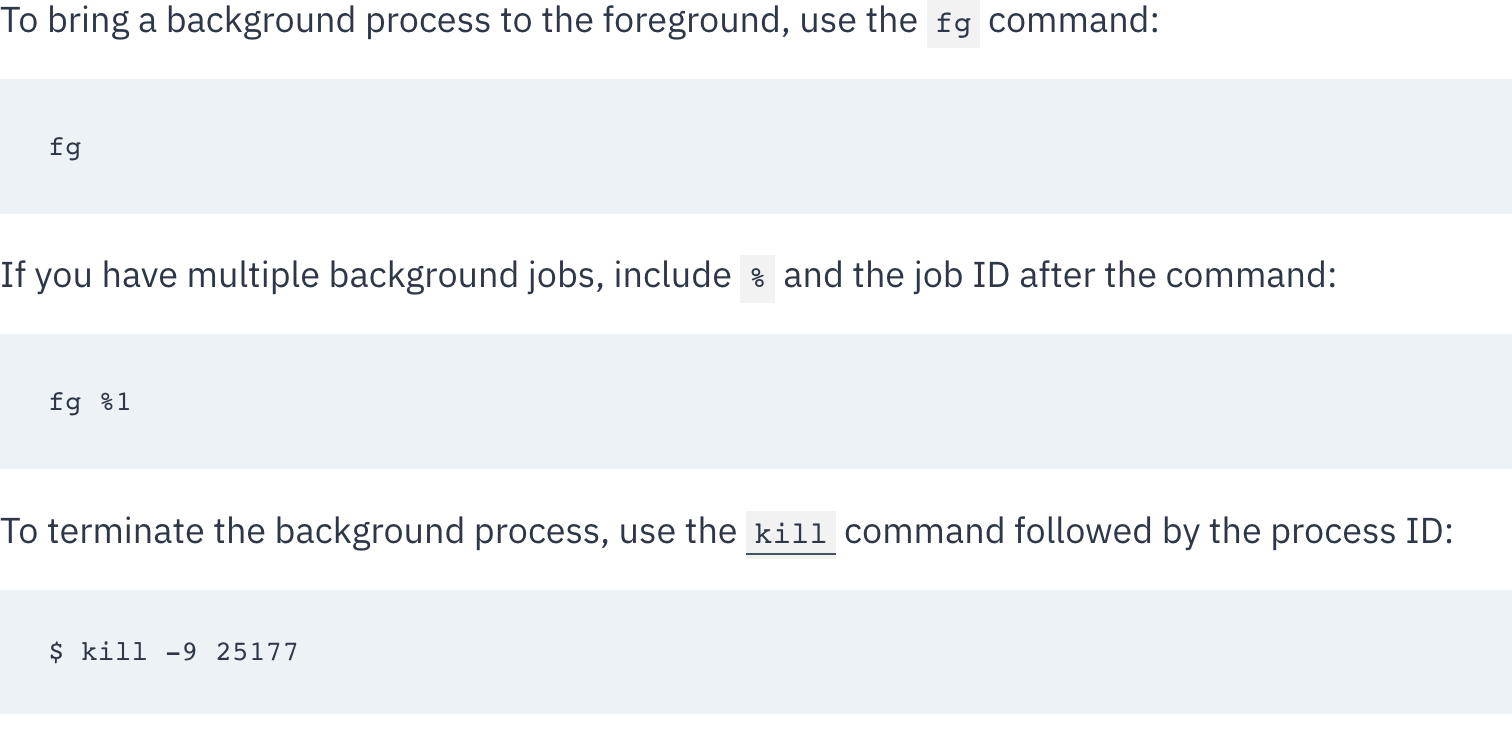 To bring a background process to the foreground, use the fg command:
fg
If you have multiple background jobs, include % and the job ID after the command:
fg %1
To terminate the background process, use the kill command followed by the process ID:
$ kill -9 25177